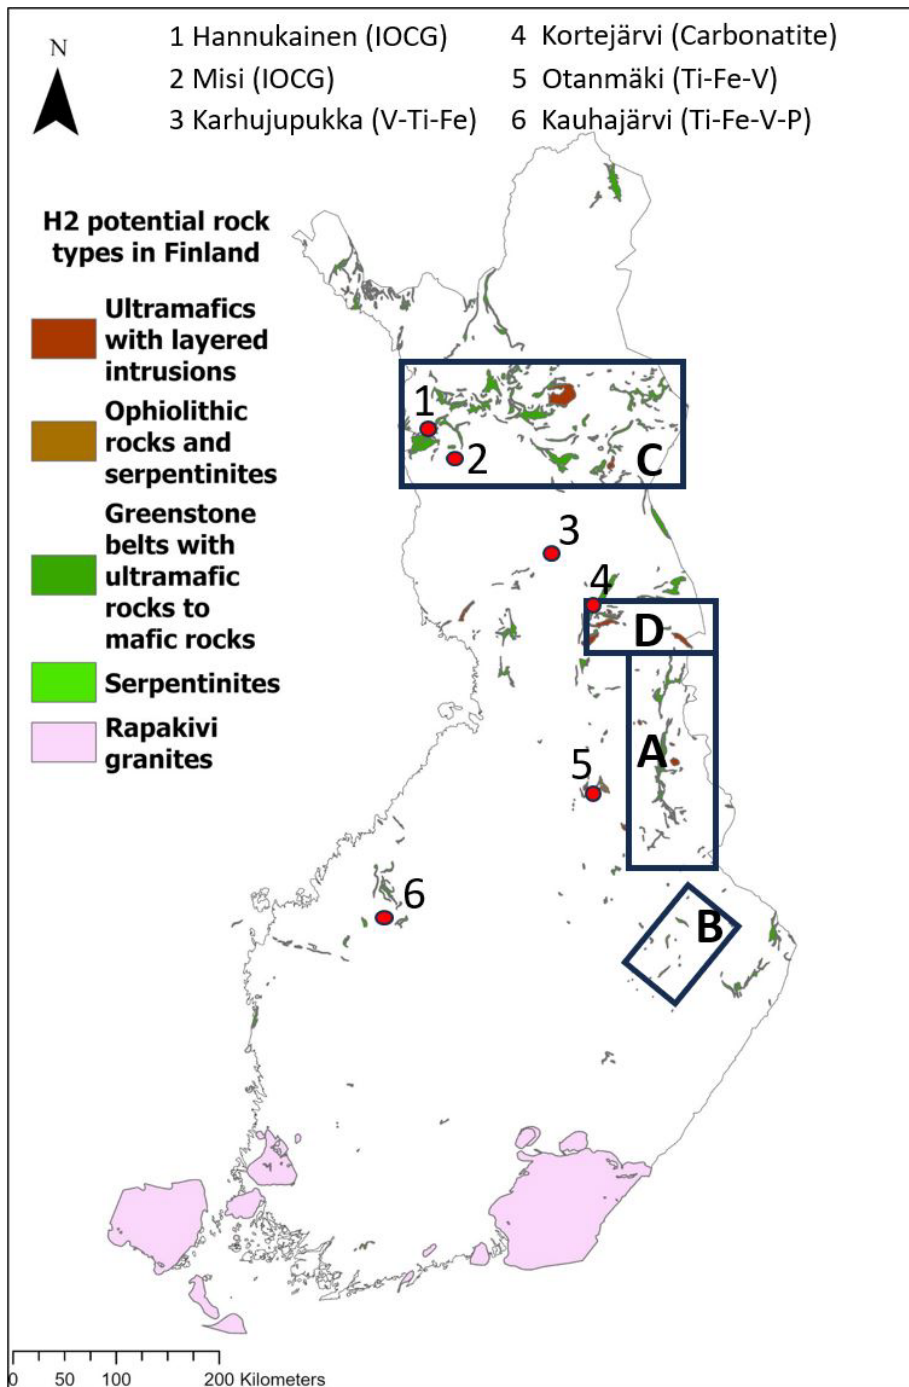 N
1 Hannukainen (IOCG)
2 Misi (IOCG)
3 Karhujupukka (V-Ti-Fe)
4 Kortejärvi (Carbonatite)
5 Otanmäki (Ti-Fe-V)
6 Kauhajärvi (Ti-Fe-V-P)
H2 potential rock
types in Finland
Ultramafics
with layered
intrusions
Ophiolithic
rocks and
serpentinites
Greenstone
belts with
ultramafic
rocks to
mafic rocks
Serpentinites
Rapakivi
granites
1
2
C
3
4
D
A
5
6
B
0 50 100 200 Kilometers